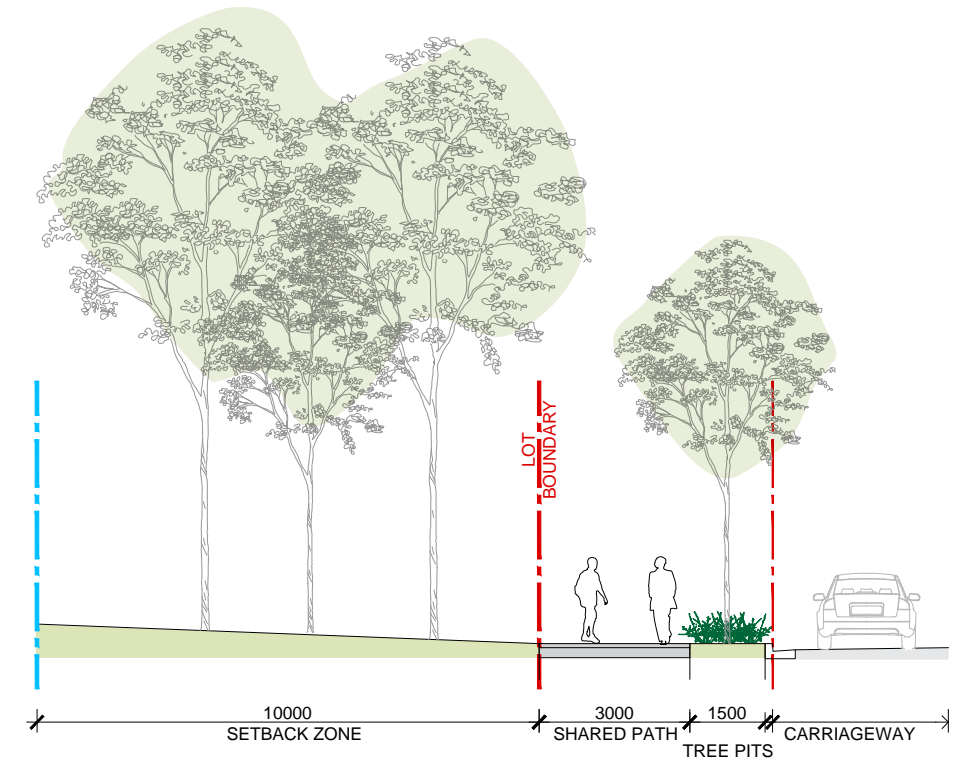 LOT
BOUNDARY
10000
3000
1500
SETBACK ZONE
SHARED PATH
CARRIAGEWAY
TREE PITS